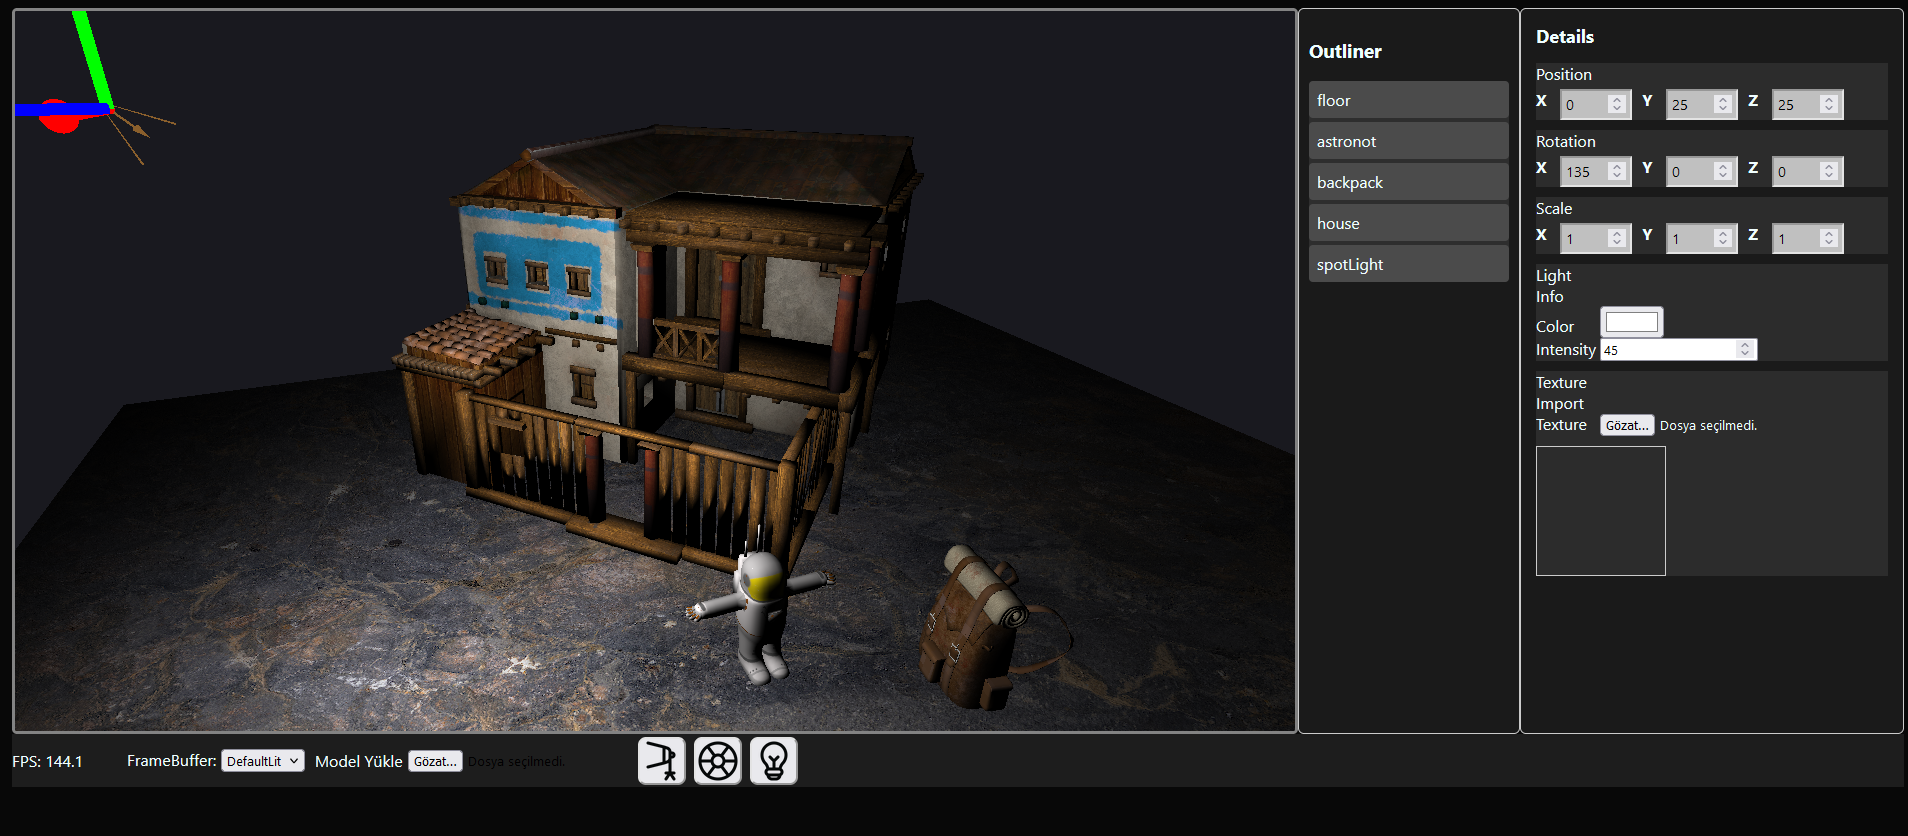 Outliner
floor
astronot
backpack
house
spotLight
Details
Position
X 0 Y 25 Z 25
Rotation
X 135 Y 0 Z 0
Scale
X 1 Y 1 Z 1
Light
Info
Color
Intensity 45
Texture
Import
Texture Gözat... Dosya seçilmedi.
FPS: 144.1 FrameBuffer: DefaultLit Model Yükle Gözat... Dosya seçilmedi.